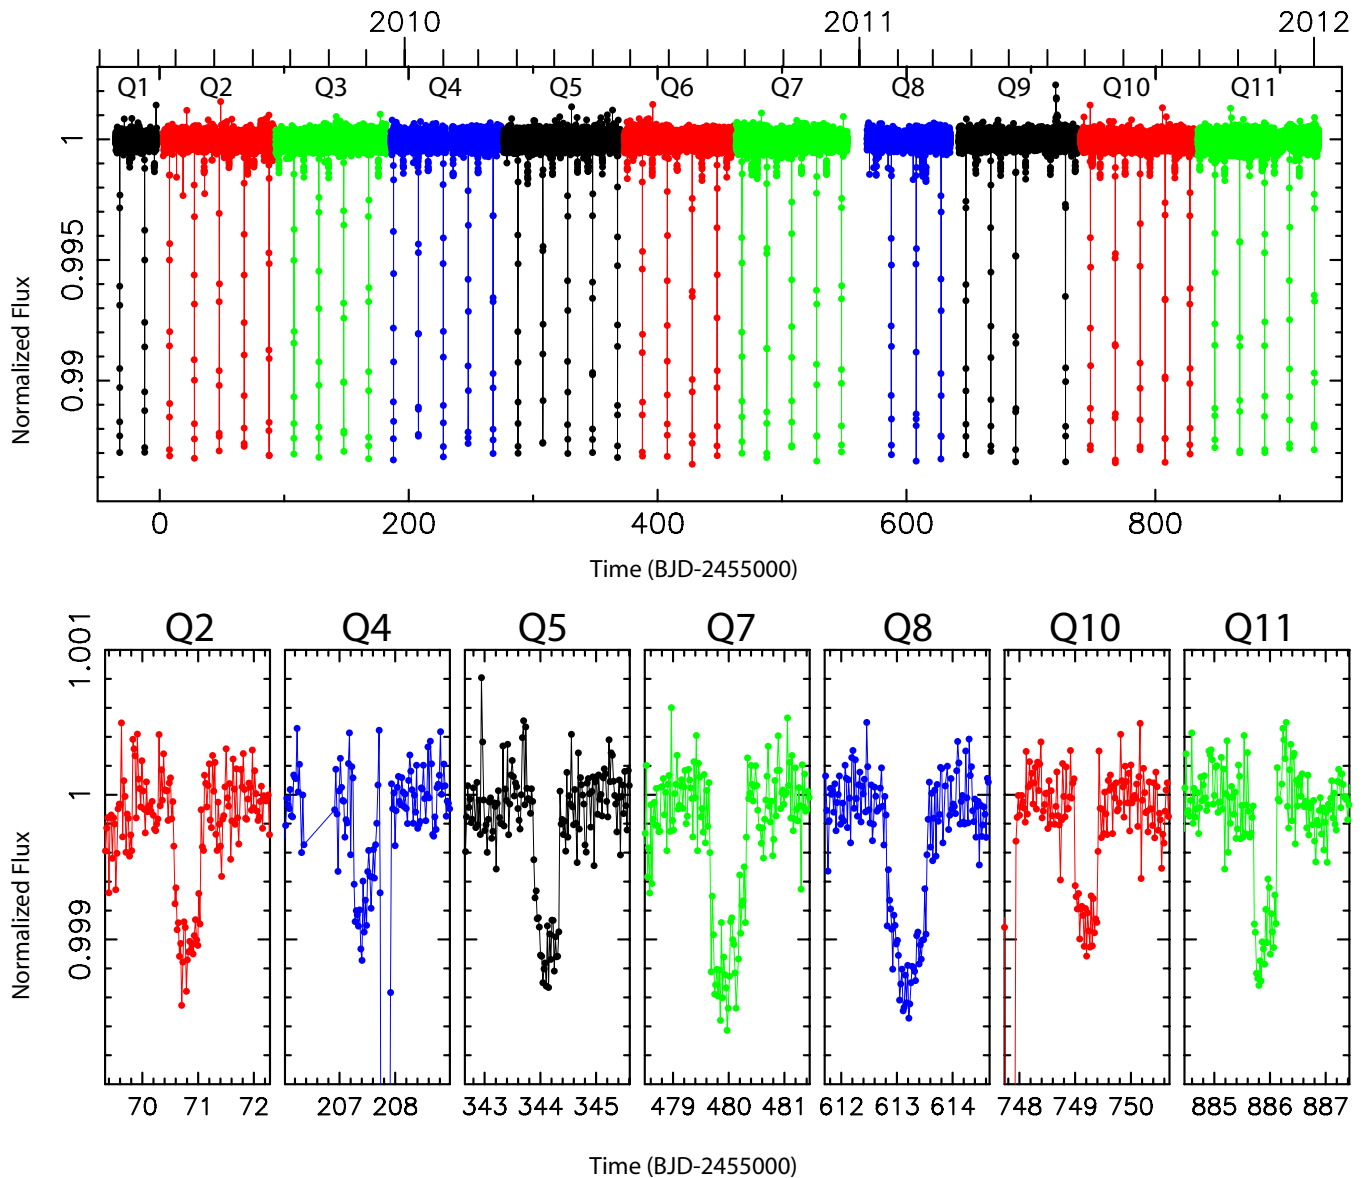 2010 2011 2012
Q1 Q2 Q3 Q4 Q5 Q6 Q7 Q8 Q9 Q10 Q11
1
0.995
0.99
Normalized Flux
0 200 400 600 800
Time (BJD-2455000)
Q2 Q4 Q5 Q7 Q8 Q10 Q11
1.001
1
0.999
Normalized Flux
70 71 72 207 208 343 344 345 479 480 481 612 613 614 748 749 750 885 886 887
Time (BJD-2455000)